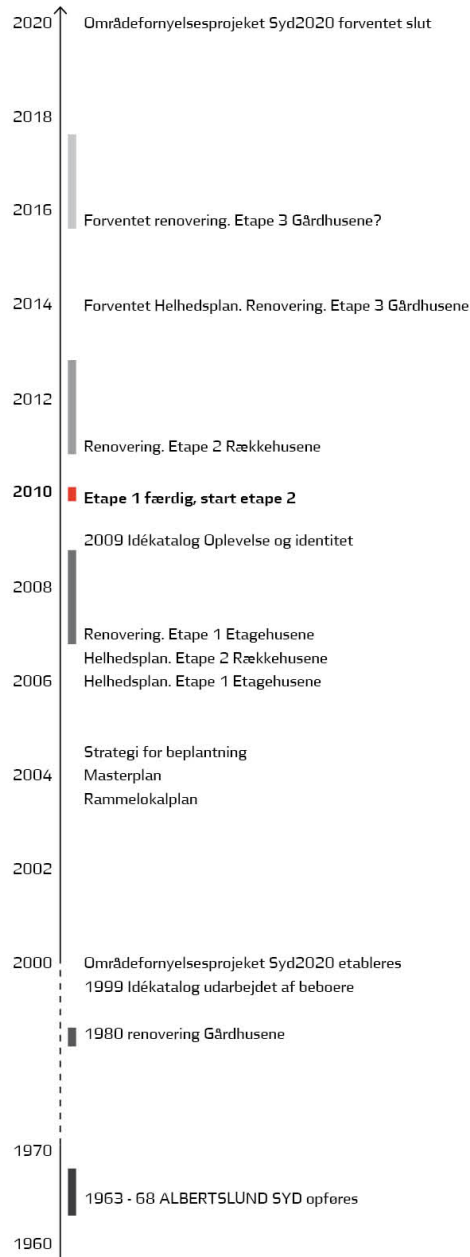 2020 Områdefornyelsesprojektet Syd2020 forventet slut
2018
2016
Forventet renovering. Etape 3 Gårdhusene?
2014 Forventet Helhedsplan. Renovering. Etape 3 Gårdhusene
2012
Renovering. Etape 2 Rækkehusene
2010 Etape 1 færdig, start etape 2
2009 Idékatalog Oplevelse og identitet
2008
Renovering. Etape 1 Etagehusene
Helhedsplan. Etape 2 Rækkehusene
2006 Helhedsplan. Etape 1 Etagehusene
Strategi for beplantning
2004 Masterplan
Rammelokalplan
2002
2000 Områdefornyelsesprojektet Syd2020 etableres
1999 Idékatalog udarbejdet af beboere
1980 renovering Gårdhusene
1970
1963 - 68 ALBERTSLUND SYD opføres
1960